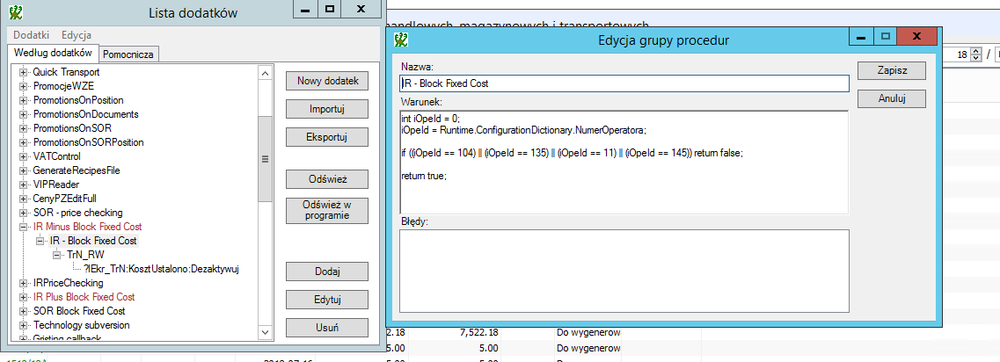 Lista dodatków
Dodatki Edycja
Według dodatków Pomocnicza
Quick Transport
PromocjeWZE
PromotionsOnPosition
PromotionsOnDocuments
PromotionsOnSOR
PromotionsOnSORPosition
VATControl
GenerateRecipesFile
VIPReader
CenyPZEditFull
SOR - price checking
IR Minus Block Fixed Cost
IR - Block Fixed Cost
TrN_RW
?IEkr_TrN:KosztUstalono:Dezaktywuj
IRPriceChecking
IR Plus Block Fixed Cost
SOR Block Fixed Cost
Technology subversion
Gristing callback
Nowy dodatek
Importuj
Eksportuj
Odśwież
Odśwież w
programie
Dodaj
Edytuj
Usuń
handlowych, magazynowych i transportowych
18 /
Edycja grupy procedur
Nazwa:
IR - Block Fixed Cost
Warunek:
int iOpeId = 0;
iOpeId = Runtime.ConfigurationDictionary.NumerOperatora;
if ((iOpeId == 104) || (iOpeId == 135) || (iOpeId == 11) || (iOpeId == 145)) return false;
return true;
Błędy:
Zapisz
Anuluj
2.18 7,522.18 Do wygenerow
5.00 5.00 Do wygenerow